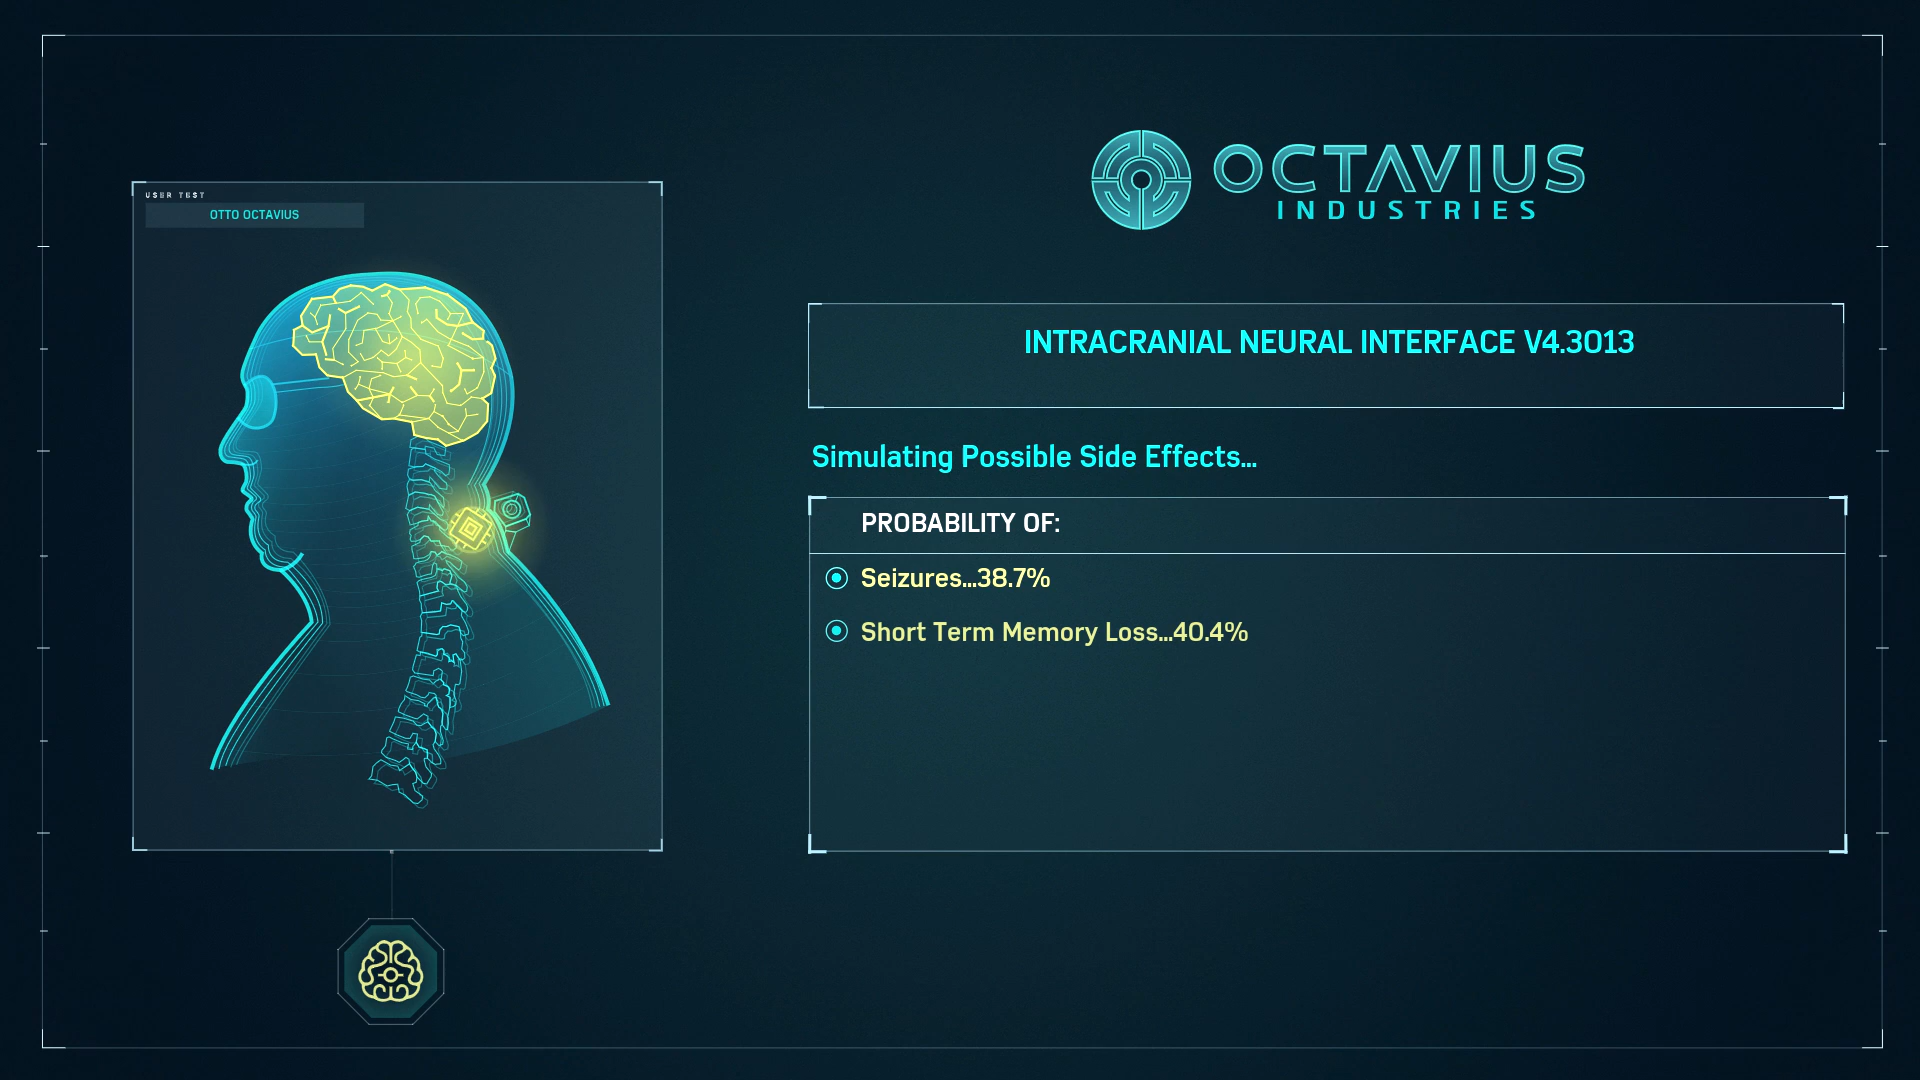 USER TEST
OTTO OCTAVIUS
OCTAVIUS
INDUSTRIES
INTRACRANIAL NEURAL INTERFACE V4.3013
Simulating Possible Side Effects...
PROBABILITY OF:
Seizures...38.7%
Short Term Memory Loss...40.4%